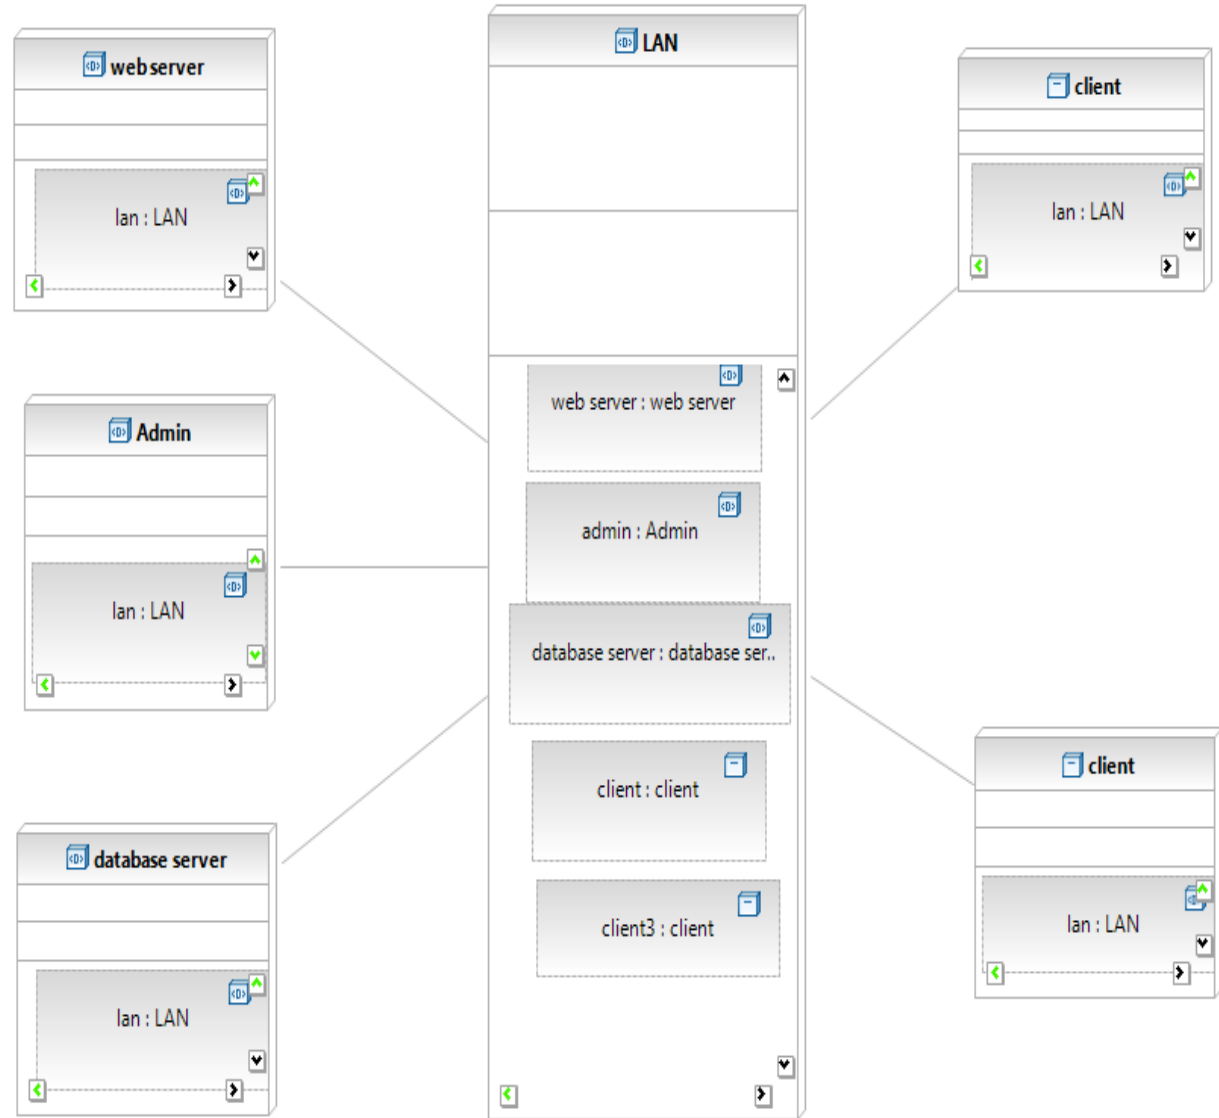 web server
lan : LAN
Admin
lan : LAN
database server
lan : LAN
LAN
web server : web server
admin : Admin
database server : database ser..
client : client
client3 : client
client
lan : LAN
client
lan : LAN